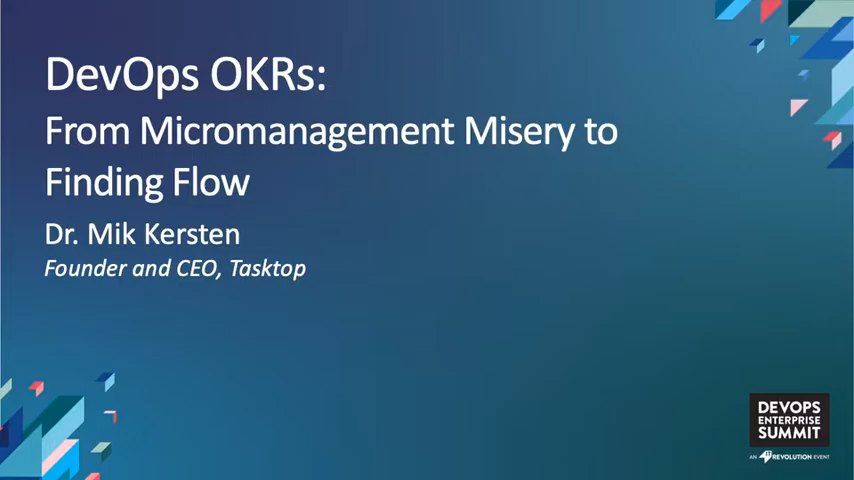 DevOps OKRs:
From Micromanagement Misery to
Finding Flow
Dr. Mik Kersten
Founder and CEO, Tasktop
DEVOPS
ENTERPRISE
SUMMIT
AN IT REVOLUTION EVENT